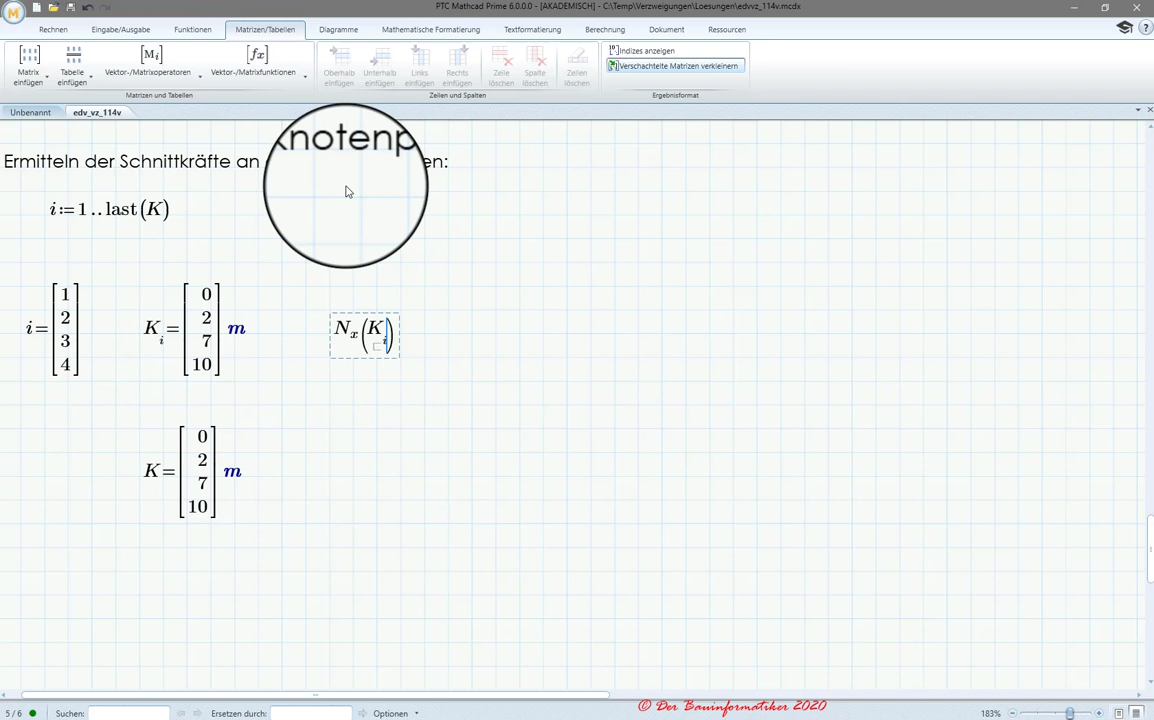 PTC Mathcad Prime 6.0.0.0 - [AKADEMISCH] - C:\Temp\Verzweigungen\Loesungen\edvvz_114v.mcdx
Rechnen Eingabe/Ausgabe Funktionen Matrizen/Tabellen Diagramme Mathematische Formatierung Textformatierung Berechnung Dokument Ressourcen
Matrix einfügen
Tabelle einfügen
Vektor-/Matrixoperatoren
Vektor-/Matrixfunktionen
Oberhalb einfügen
Unterhalb einfügen
Links einfügen
Rechts einfügen
Zeile löschen
Spalte löschen
Zellen löschen
Indizes anzeigen
Verschachtelte Matrizen verkleinern
Matrizen und Tabellen
Zeilen und Spalten
Ergebnisformat
Unbenannt edv_vz_114v
Ermitteln der Schnittkräfte an knotenp en:
i := 1 .. last(K)
i = [1 2 3 4]
K_i = [0 2 7 10] m
N_x(K_i)
K = [0 2 7 10] m
© Der Bauinformatiker 2020
5 / 6 Suchen: Ersetzen durch: Optionen 183%